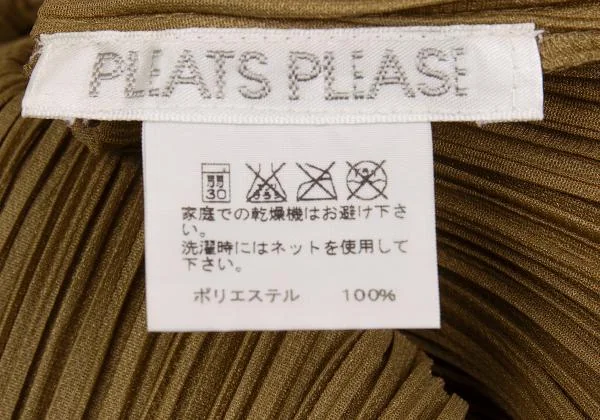 PLEATS PLEASE
弱 30
家庭での乾燥機はお避け下さ
い。
洗濯時にはネットを使用して
下さい。
ポリエステル 100%